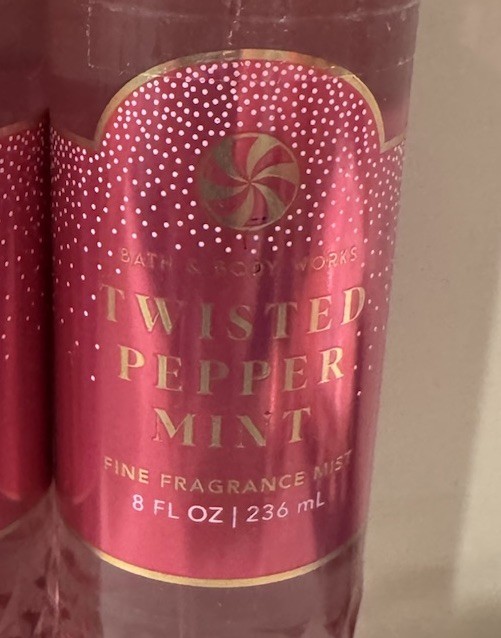 BATH & BODY WORKS
TWISTED
PEPPER
MINT
FINE FRAGRANCE MIST
8 FL OZ | 236 mL